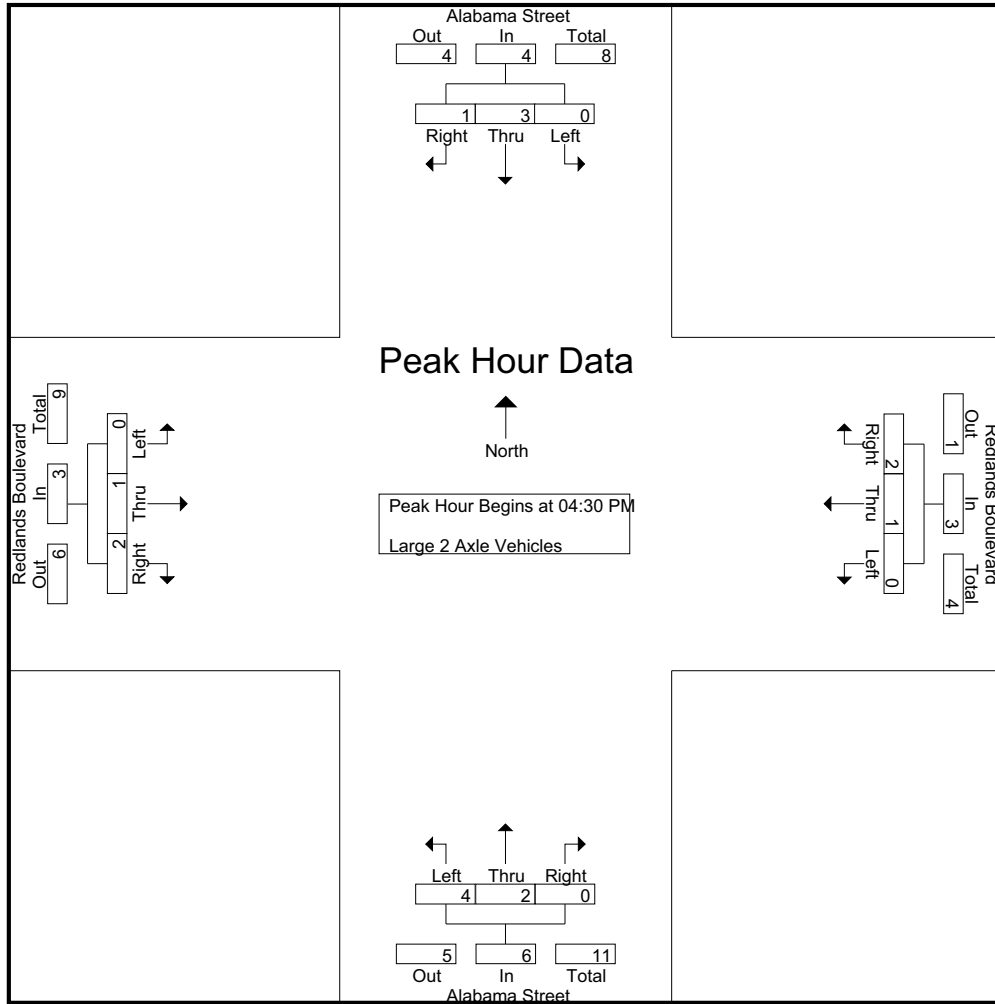 Alabama Street
Out In Total
4 4 8
1 3 0
Right Thru Left
Peak Hour Data
North
Peak Hour Begins at 04:30 PM
Large 2 Axle Vehicles
Redlands Boulevard
Total In Out
9 3 6
0 1 2
Left Thru Right
Redlands Boulevard
Out In Total
1 3 4
2 1 0
Right Thru Left
Left Thru Right
4 2 0
5 6 11
Out In Total
Alabama Street